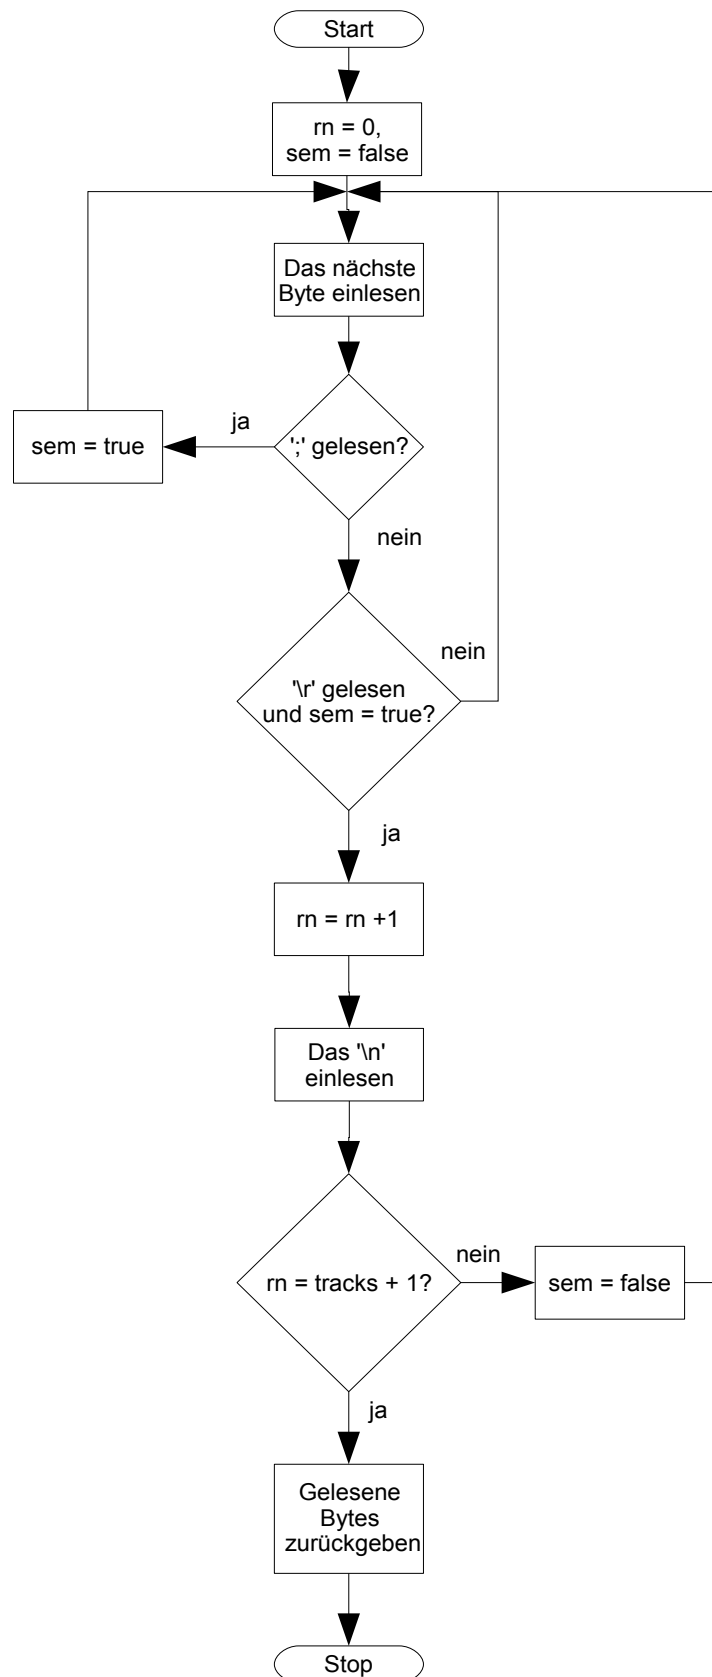 Start
rn = 0,
sem = false
Das nächste
Byte einlesen
ja
sem = true
';' gelesen?
nein
nein
'\r' gelesen
und sem = true?
ja
rn = rn +1
Das '\n'
einlesen
nein
rn = tracks + 1?
sem = false
ja
Gelesene
Bytes
zurückgeben
Stop